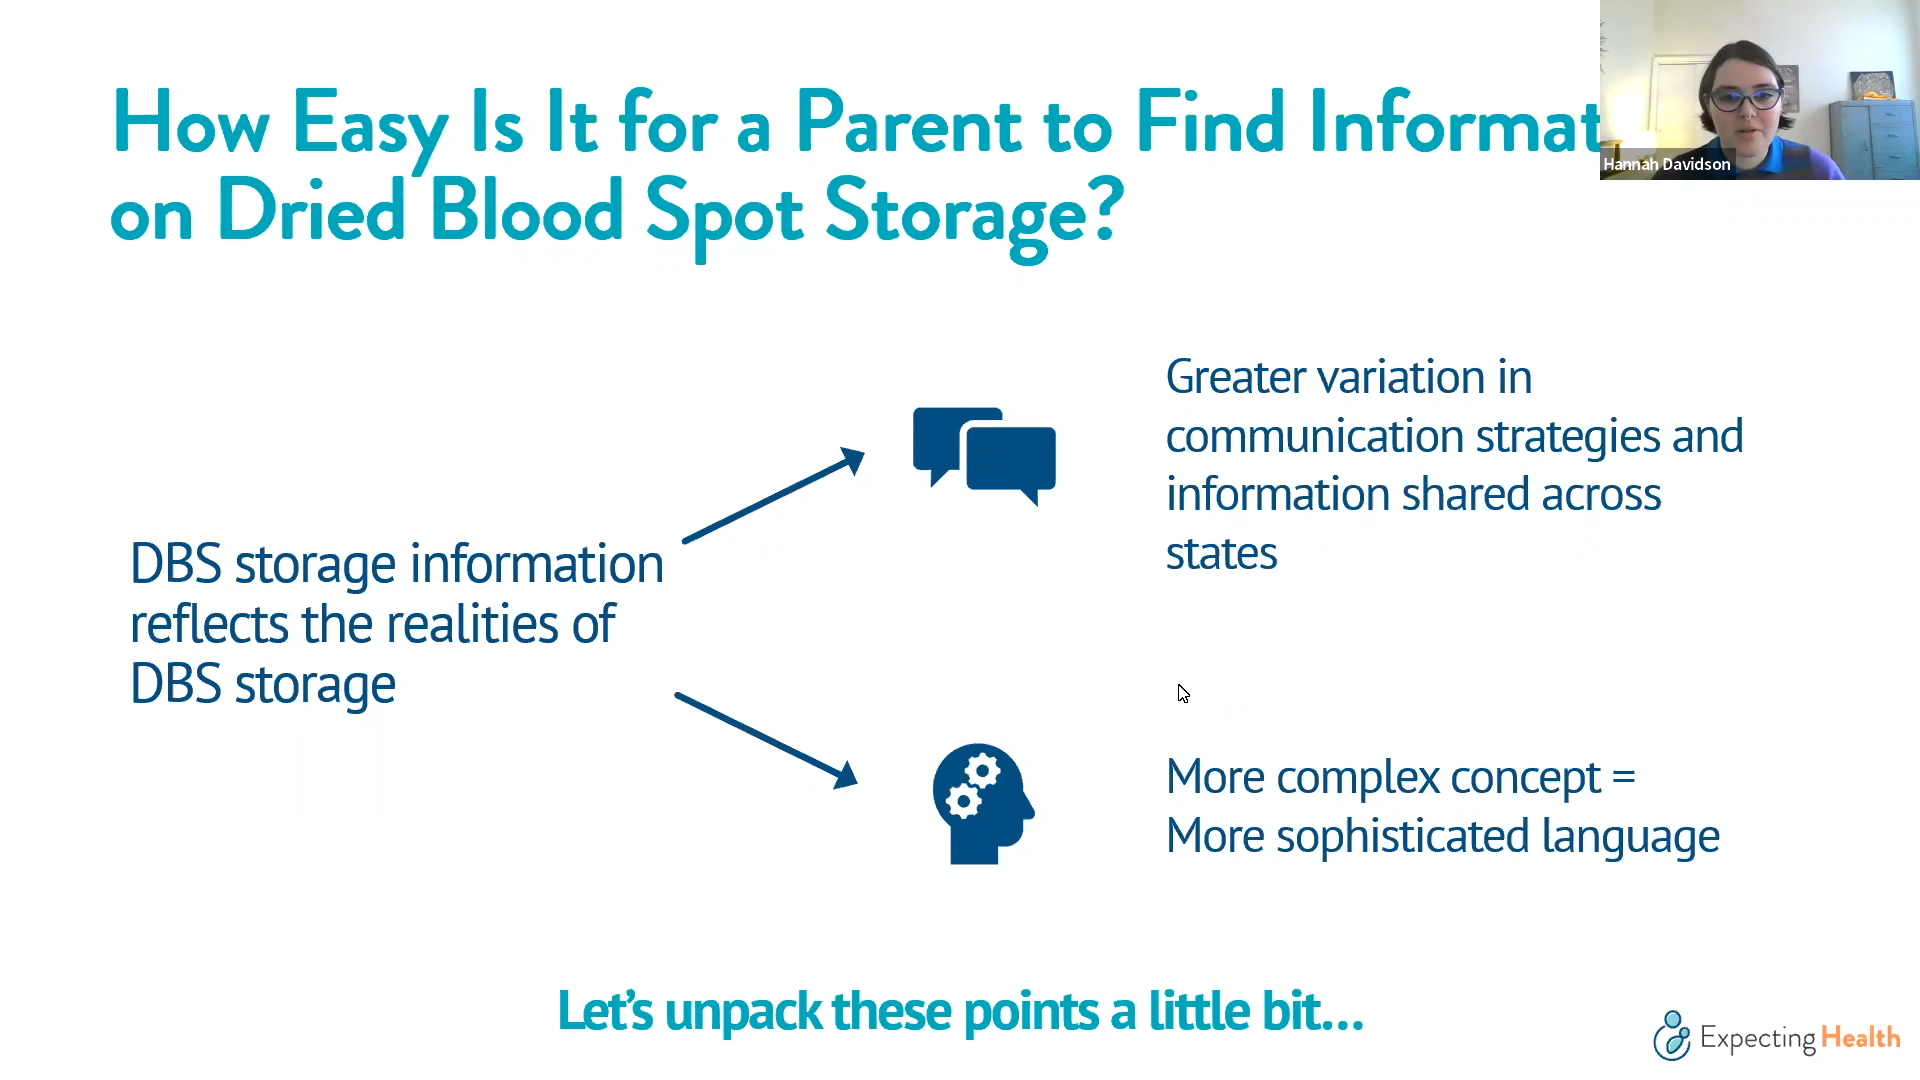 How Easy Is It for a Parent to Find Informat
on Dried Blood Spot Storage?
Hannah Davidson
Greater variation in
communication strategies and
information shared across
states
DBS storage information
reflects the realities of
DBS storage
More complex concept =
More sophisticated language
Let's unpack these points a little bit...
Expecting Health